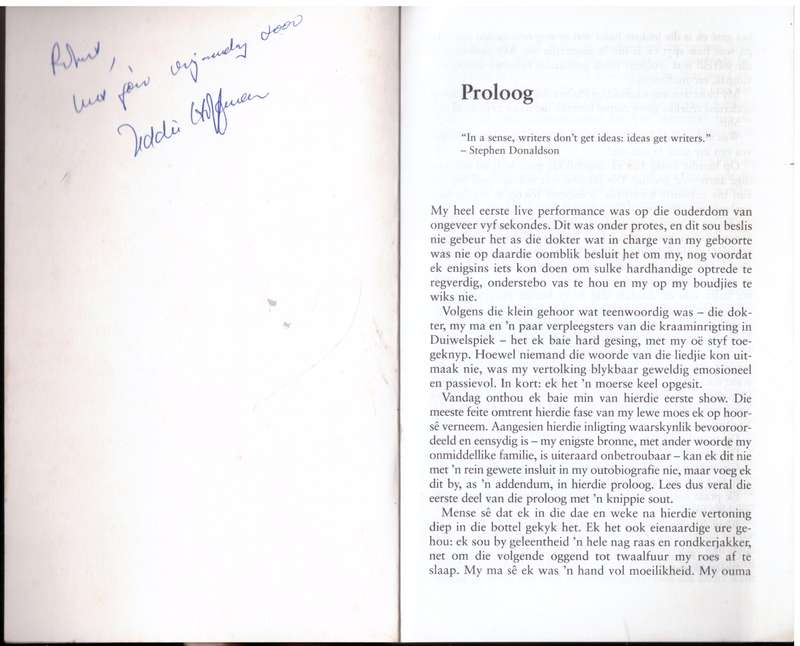 Robert,
met jou
Proloog
“In a sense, writers don’t get ideas: ideas get writers.”
– Stephen Donaldson
My heel eerste live performance was op die ouderdom van
ongeveer vyf sekondes. Dit was onder protes, en dit sou beslis
nie gebeur het as die dokter wat in charge van my geboorte
was nie op daardie oomblik besluit het om my, nog voordat
ek enigsins iets kon doen om sulke hardhandige optrede te
regverdig, onderstebo vas te hou en my op my boudjies te
wiks nie.
Volgens die klein gehoor wat teenwoordig was – die dok-
ter, my ma en ’n paar verpleegsters van die kraaminrigting in
Duiwelspiek – het ek baie hard gesing, met my oë styf toe-
geknyp. Hoewel niemand die woorde van die liedjie kon uit-
maak nie, was my vertolking blykbaar geweldig emosioneel
en passievol. In kort: ek het ’n moerse keel opgesit.
Vandag onthou ek baie min van hierdie eerste show. Die
meeste feite omtrent hierdie fase van my lewe moes ek op hoor-
sê verneem. Aangesien hierdie inligting waarskynlik bevooroor-
deeld en eensydig is – my enigste bronne, met ander woorde my
onmiddellike familie, is uiteraard onbetroubaar – kan ek dit nie
met ’n rein gewete insluit in my outobiografie nie, maar voeg ek
dit by, as ’n addendum, in hierdie proloog. Lees dus veral die
eerste deel van die proloog met ’n knippie sout.
Mense sê dat ek in die dae en weke na hierdie vertoning
diep in die bottel gekyk het. Ek het ook eienaardige ure ge-
hou: ek sou by geleentheid ’n hele nag raas en rondkerjakker,
net om die volgende oggend tot twaalfuur my roes af te
slaap. My ma sê ek was ’n hand vol moeilikheid. My ouma